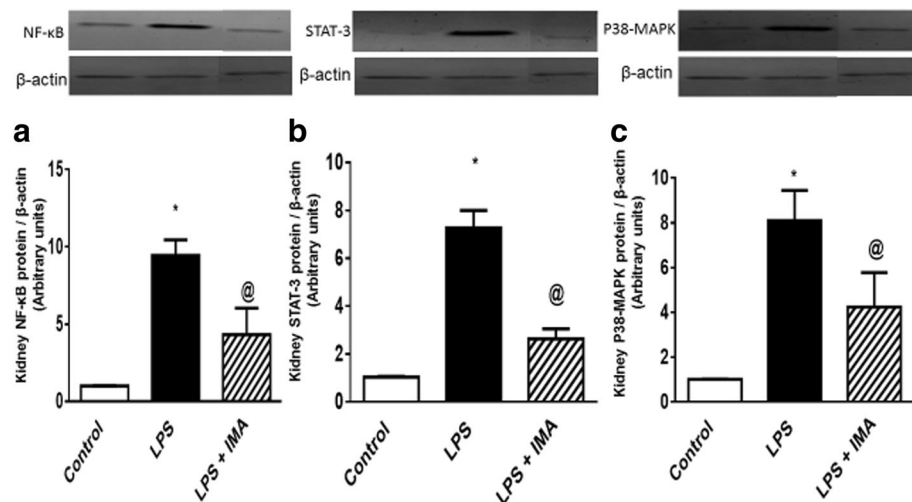 NF-κB
STAT-3
P38-MAPK
β-actin
β-actin
β-actin
a
b
c
Kidney NF-κB protein / β-actin
(Arbitrary units)
15
10
5
0
*
@
Control
LPS
LPS + IMA
Kidney STAT-3 protein / β-actin
(Arbitrary units)
10
8
6
4
2
0
*
@
Control
LPS
LPS + IMA
Kidney P38-MAPK protein / β-actin
(Arbitrary units)
10
8
6
4
2
0
*
@
Control
LPS
LPS + IMA